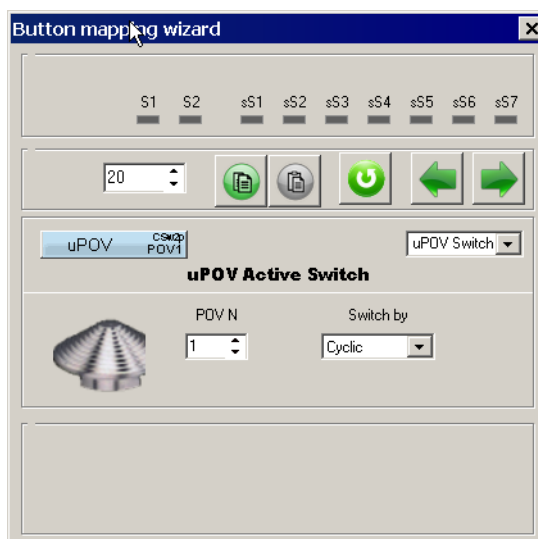 Button mapping wizard
S1 S2 sS1 sS2 sS3 sS4 sS5 sS6 sS7
20
uPOV CSw2p POV1 uPOV Switch
uPOV Active Switch
POV N Switch by
1 Cyclic